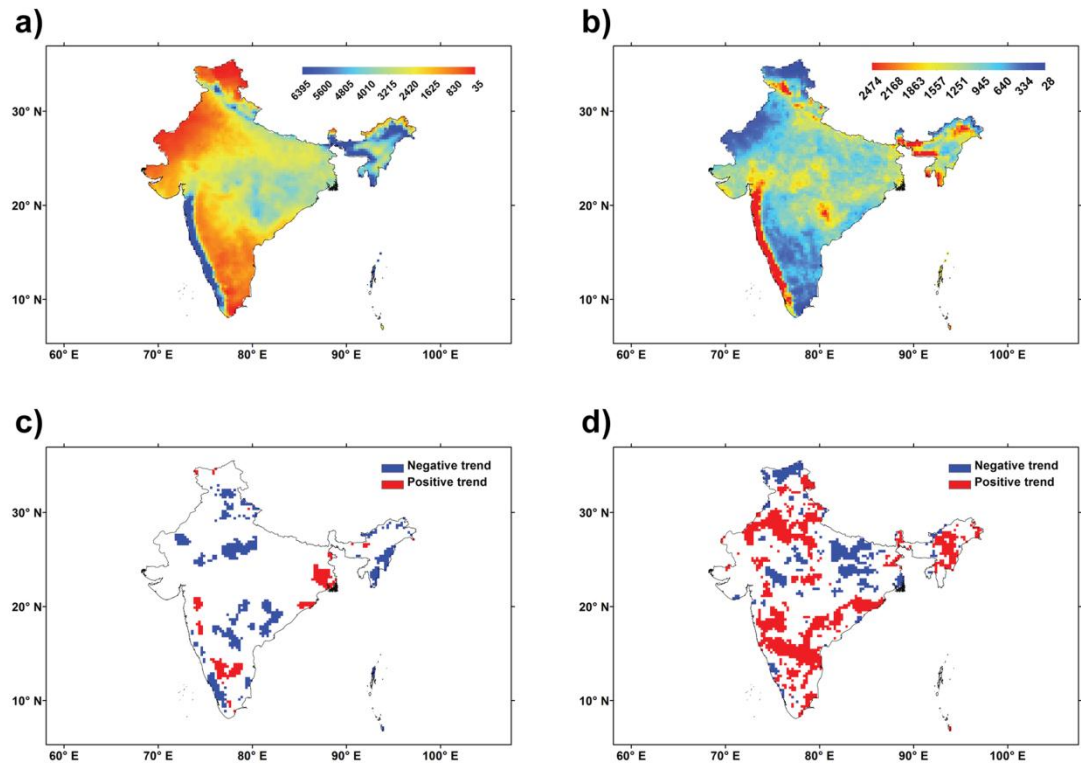 a)
b)
6395 5600 4805 4010 3215 2420 1625 830 35
2474 2168 1863 1557 1251 945 640 334 28
30° N
20° N
10° N
60° E 70° E 80° E 90° E 100° E
30° N
20° N
10° N
60° E 70° E 80° E 90° E 100° E
c)
d)
Negative trend
Positive trend
Negative trend
Positive trend
30° N
20° N
10° N
60° E 70° E 80° E 90° E 100° E
30° N
20° N
10° N
60° E 70° E 80° E 90° E 100° E